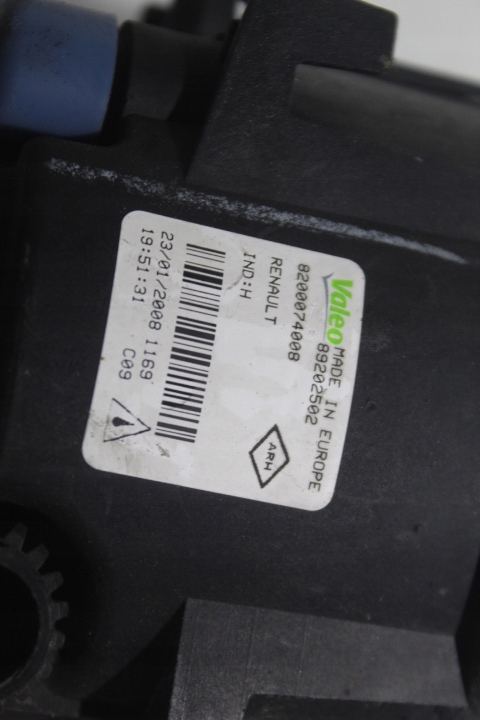 Valeo MADE IN EUROPE
89202502
8200074008
RENAULT
IND:H
ARH
23/01/2008 1169
19:51:31 C09